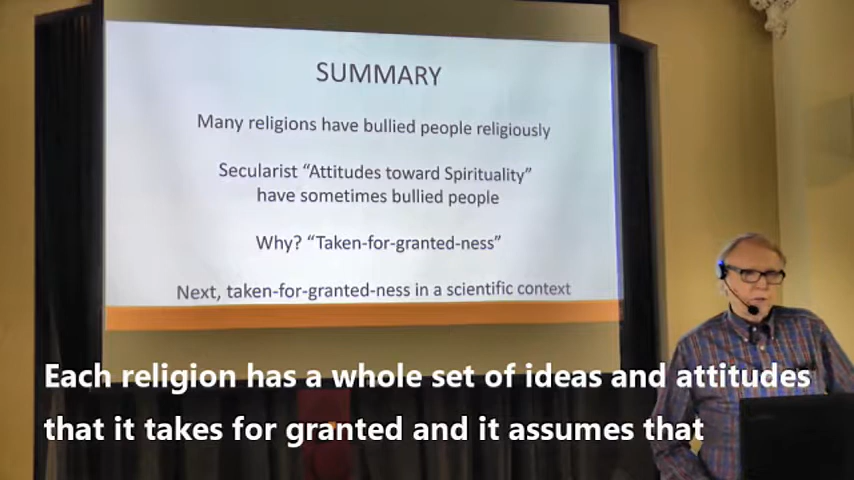 SUMMARY
Many religions have bullied people religiously
Secularist “Attitudes toward Spirituality”
have sometimes bullied people
Why? “Taken-for-granted-ness”
Next, taken-for-granted-ness in a scientific context
Each religion has a whole set of ideas and attitudes
that it takes for granted and it assumes that